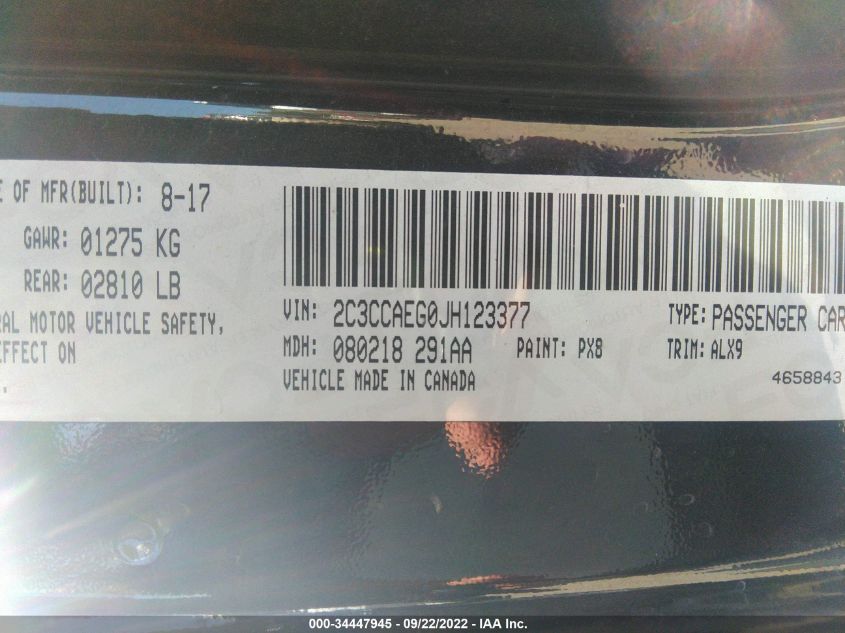 E OF MFR(BUILT): 8-17
GAWR: 01275 KG
REAR: 02810 LB
RAL MOTOR VEHICLE SAFETY,
EFFECT ON
VIN: 2C3CCAEG0JH123377
TYPE: PASSENGER CAR
MDH: 080218 291AA
PAINT: PX8
TRIM: ALX9
VEHICLE MADE IN CANADA
4658843
000-34447945 - 09/22/2022 - IAA Inc.